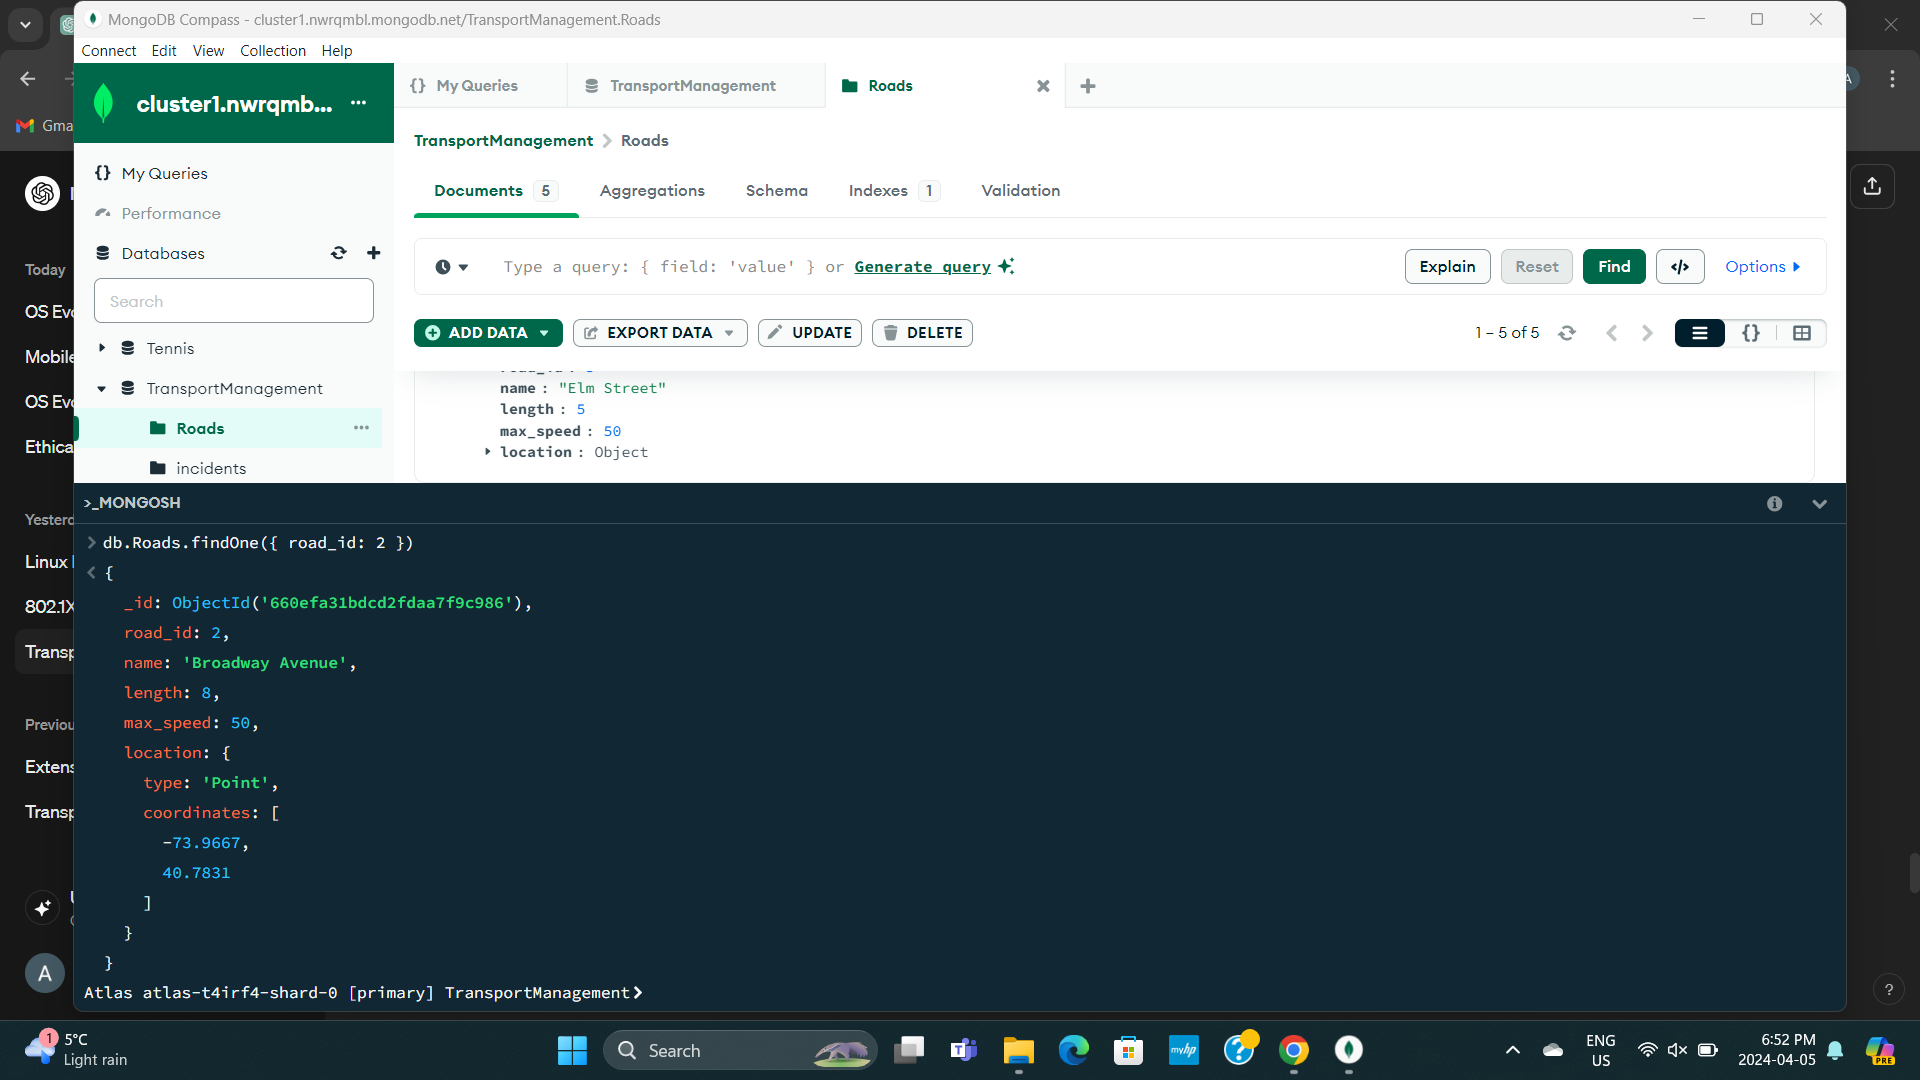 MongoDB Compass - cluster1.nwrqmbl.mongodb.net/TransportManagement.Roads
Connect Edit View Collection Help
cluster1.nwrqmb... ...
{} My Queries
TransportManagement
Roads
TransportManagement > Roads
{} My Queries
Performance
Databases
Search
Tennis
TransportManagement
Roads ...
incidents
Documents 5 Aggregations Schema Indexes 1 Validation
Type a query: { field: 'value' } or Generate query
Explain Reset Find </> Options
ADD DATA EXPORT DATA UPDATE DELETE
1 – 5 of 5
{}
name : "Elm Street"
length : 5
max_speed : 50
location : Object
>_MONGOSH
> db.Roads.findOne({ road_id: 2 })
< {
_id: ObjectId('660efa31bdcd2fdaa7f9c986'),
road_id: 2,
name: 'Broadway Avenue',
length: 8,
max_speed: 50,
location: {
type: 'Point',
coordinates: [
-73.9667,
40.7831
]
}
}
Atlas atlas-t4irf4-shard-0 [primary] TransportManagement>
Gma
Today
OS Evo
Mobile
OS Evo
Ethica
Yesterd
Linux
802.1X
Transp
Previou
Extens
Transp
A
A
?
1
5°C
Light rain
Search
myhp
?
ENG
US
6:52 PM
2024-04-05
PRE